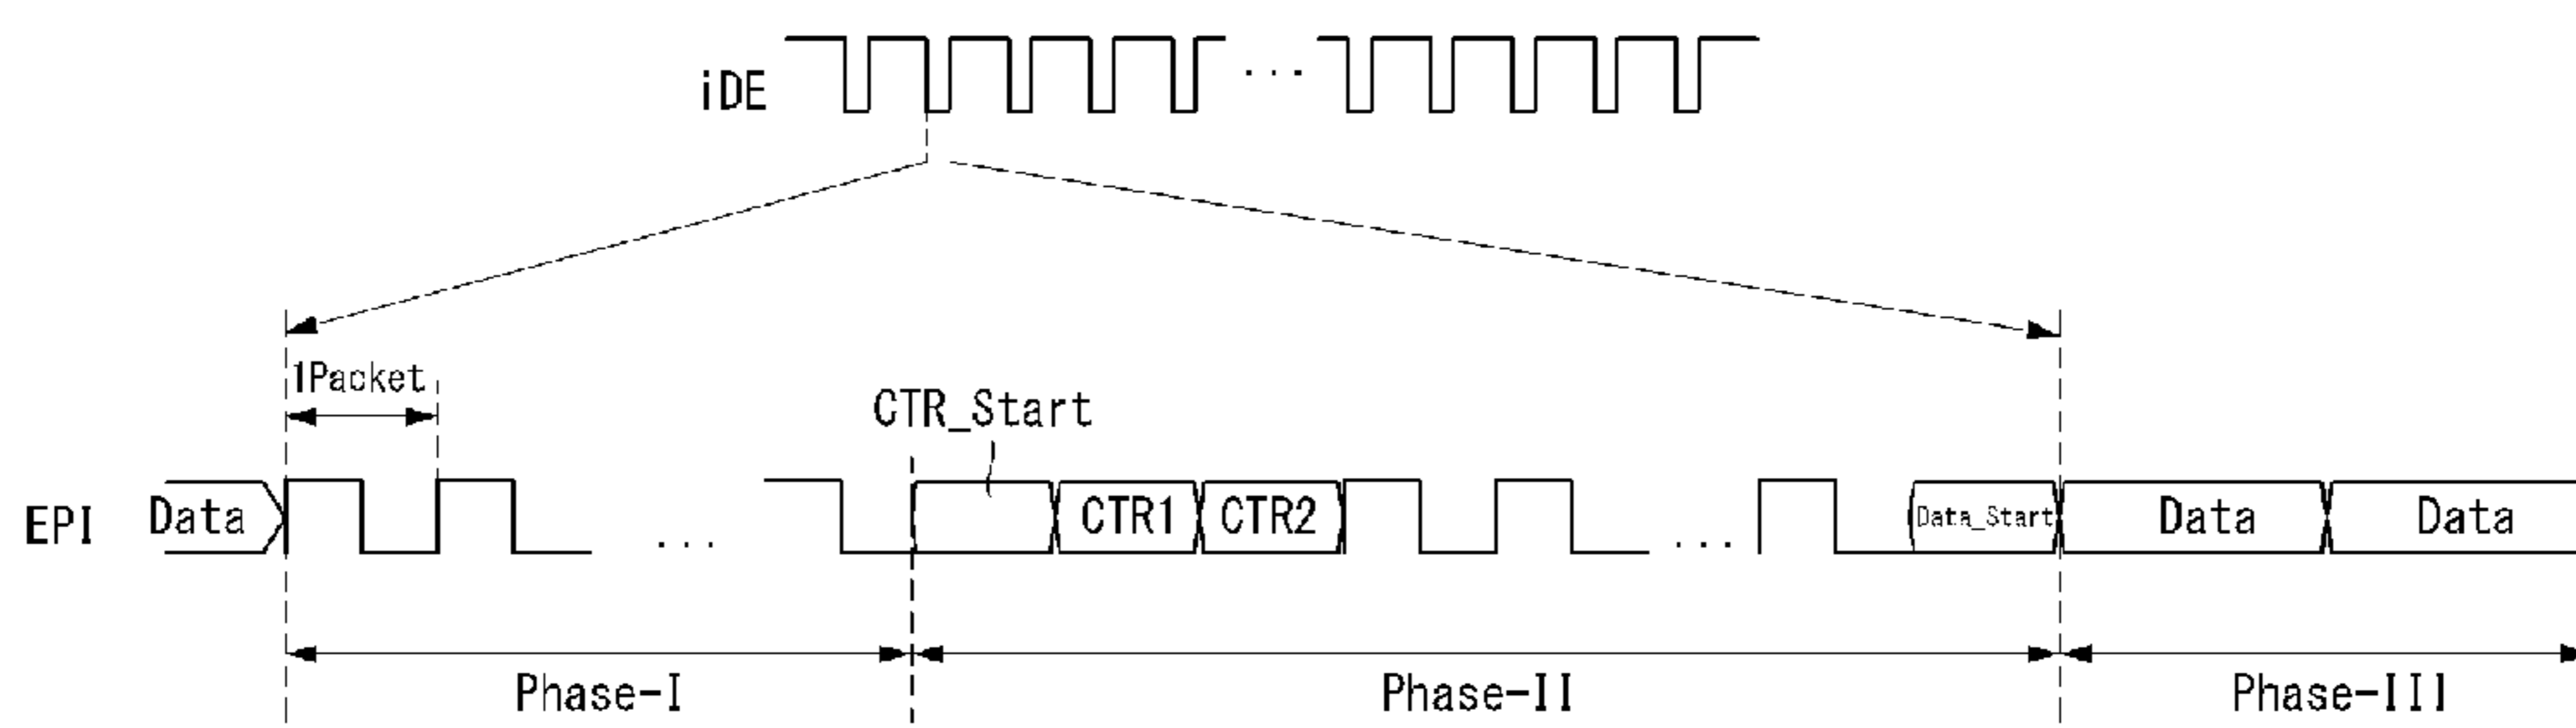 iDE
...
1Packet
CTR_Start
EPI
Data
...
CTR1
CTR2
...
Data_Start
Data
Data
Phase-I
Phase-II
Phase-III